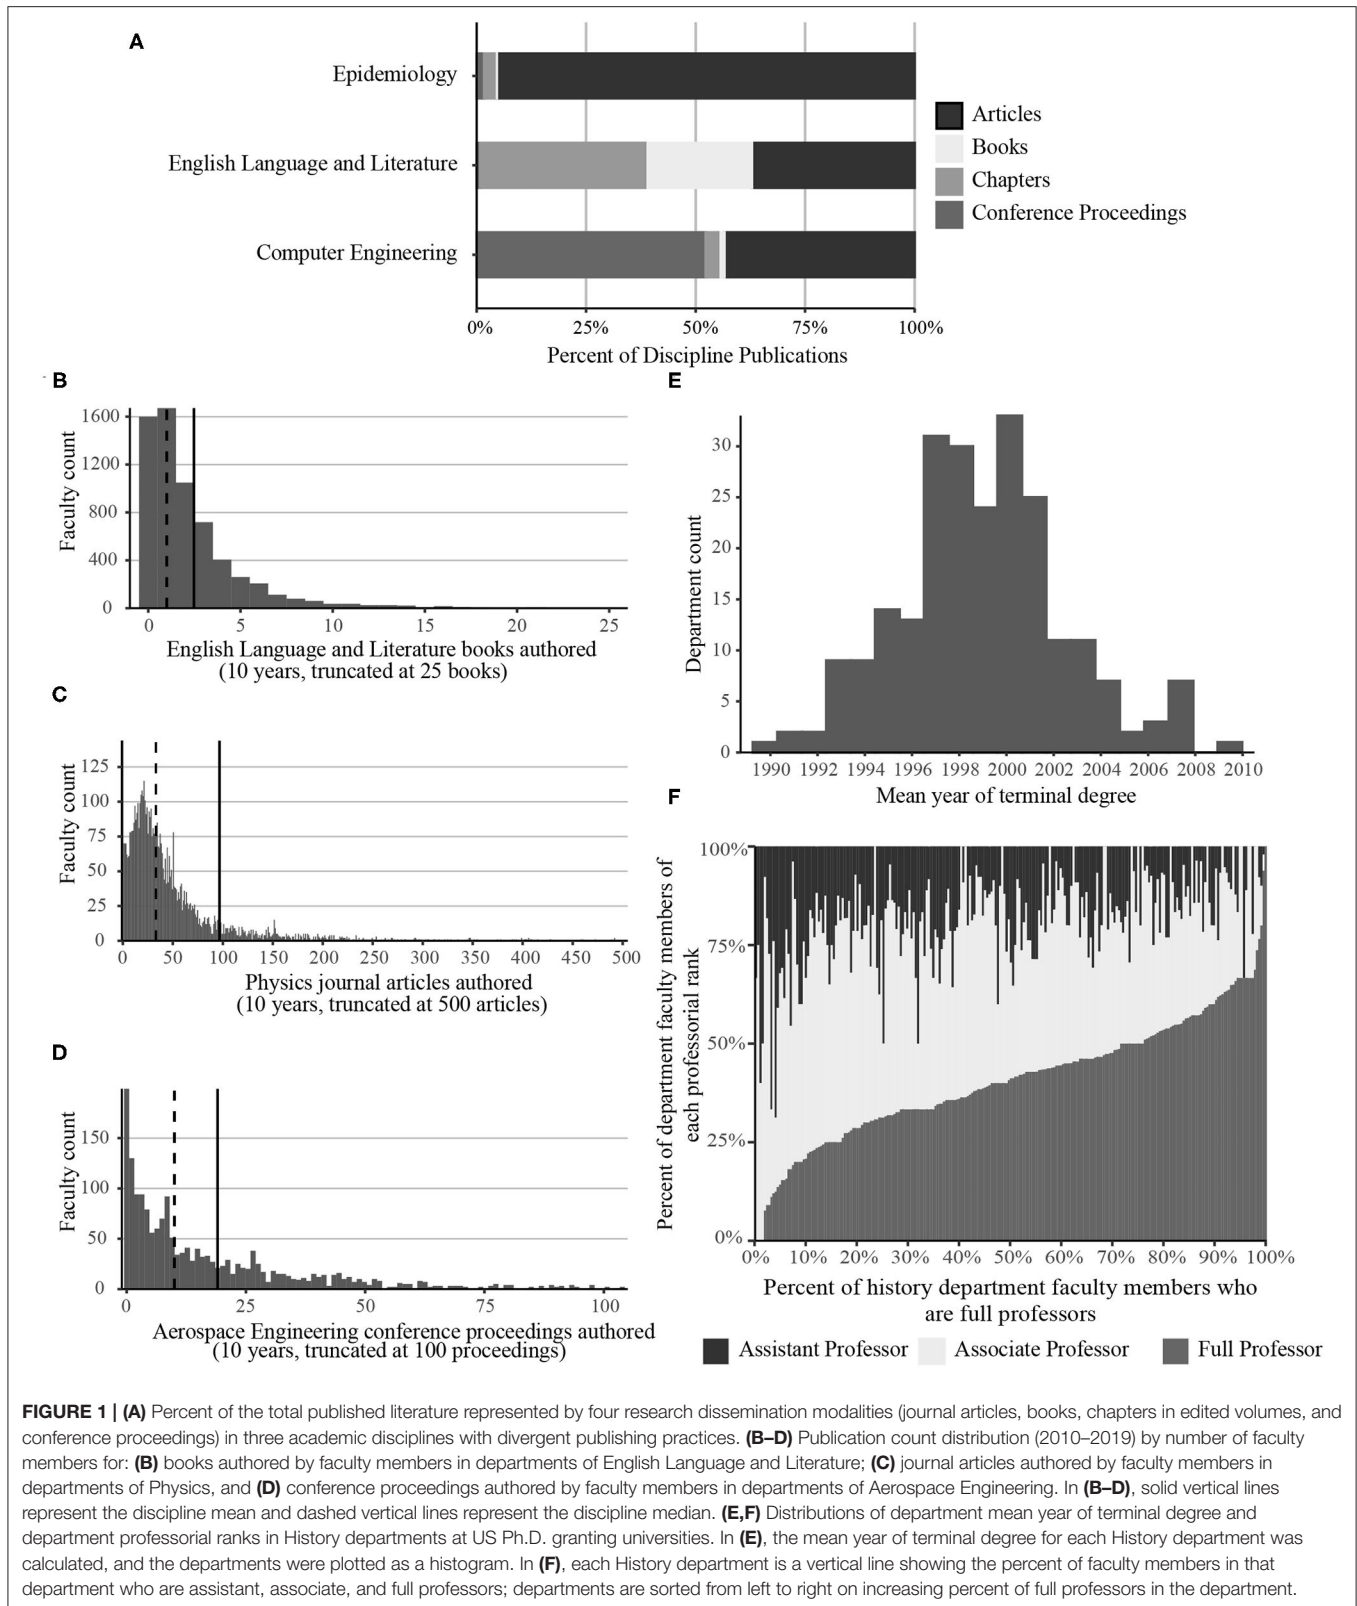 A
Epidemiology
English Language and Literature
Computer Engineering
0% 25% 50% 75% 100%
Percent of Discipline Publications
Articles
Books
Chapters
Conference Proceedings
B
1600
1200
800
400
0
Faculty count
0 5 10 15 20 25
English Language and Literature books authored
(10 years, truncated at 25 books)
C
125
100
75
50
25
0
Faculty count
0 50 100 150 200 250 300 350 400 450 500
Physics journal articles authored
(10 years, truncated at 500 articles)
D
150
100
50
0
Faculty count
0 25 50 75 100
Aerospace Engineering conference proceedings authored
(10 years, truncated at 100 proceedings)
E
30
25
20
15
10
5
0
Department count
1990 1992 1994 1996 1998 2000 2002 2004 2006 2008 2010
Mean year of terminal degree
F
100%
75%
50%
25%
0%
Percent of department faculty members of
each professorial rank
0% 10% 20% 30% 40% 50% 60% 70% 80% 90% 100%
Percent of history department faculty members who
are full professors
Assistant Professor Associate Professor Full Professor
FIGURE 1 | (A) Percent of the total published literature represented by four research dissemination modalities (journal articles, books, chapters in edited volumes, and
conference proceedings) in three academic disciplines with divergent publishing practices. (B–D) Publication count distribution (2010–2019) by number of faculty
members for: (B) books authored by faculty members in departments of English Language and Literature; (C) journal articles authored by faculty members in
departments of Physics, and (D) conference proceedings authored by faculty members in departments of Aerospace Engineering. In (B–D), solid vertical lines
represent the discipline mean and dashed vertical lines represent the discipline median. (E,F) Distributions of department mean year of terminal degree and
department professorial ranks in History departments at US Ph.D. granting universities. In (E), the mean year of terminal degree for each History department was
calculated, and the departments were plotted as a histogram. In (F), each History department is a vertical line showing the percent of faculty members in that
department who are assistant, associate, and full professors; departments are sorted from left to right on increasing percent of full professors in the department.